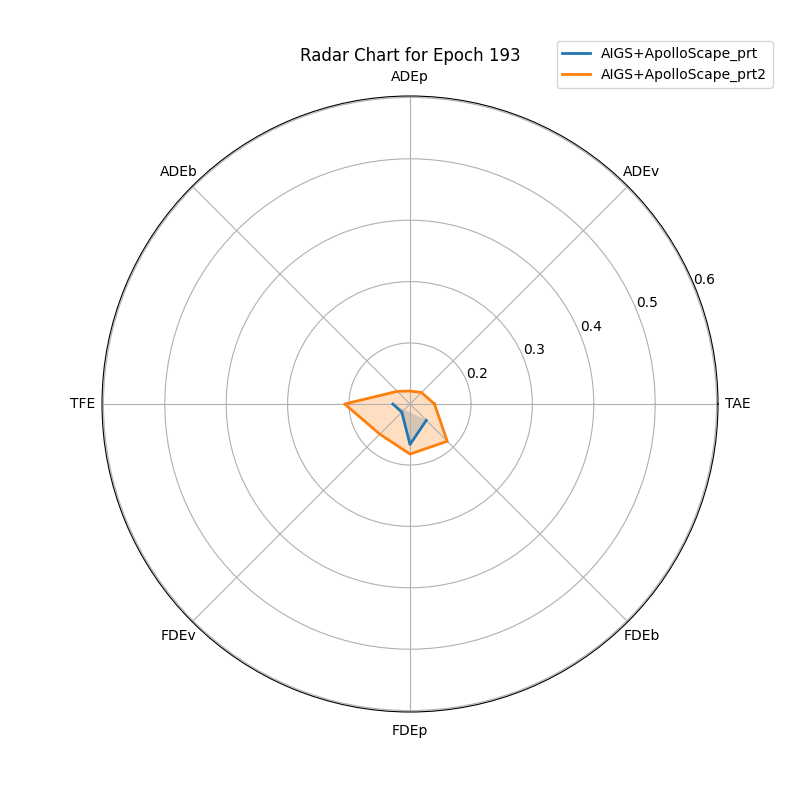 Radar Chart for Epoch 193
AIGS+ApolloScape_prt
AIGS+ApolloScape_prt2
ADEp
ADEb
ADEv
0.6
0.5
0.4
0.3
0.2
TFE
TAE
FDEv
FDEb
FDEp